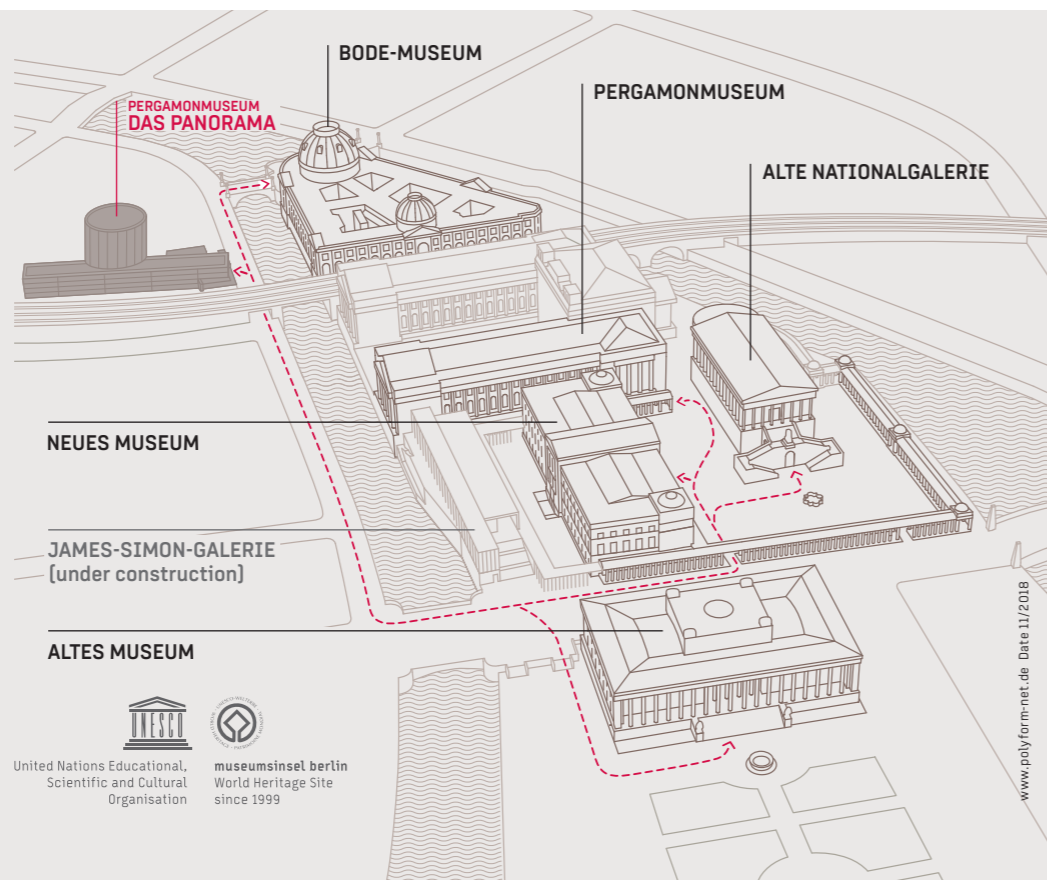 BODE-MUSEUM
PERGAMONMUSEUM
PERGAMONMUSEUM
DAS PANORAMA
ALTE NATIONALGALERIE
NEUES MUSEUM
JAMES-SIMON-GALERIE
(under construction)
ALTES MUSEUM
www.polyform-net.de Date 11/2018
UNESCO
United Nations Educational,
Scientific and Cultural
Organisation
museumsinsel berlin
World Heritage Site
since 1999